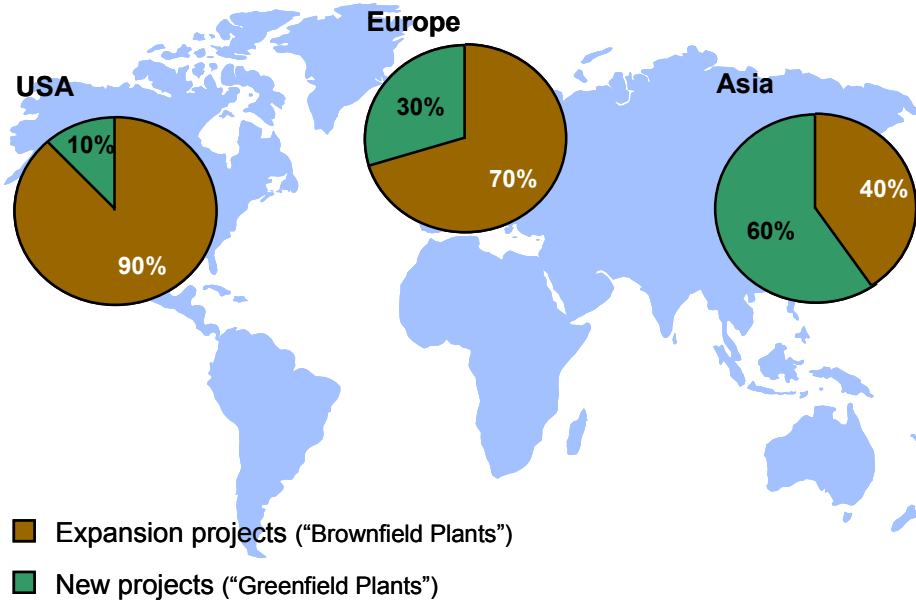 Europe
USA
Asia
10%
90%
30%
70%
40%
60%
Expansion projects (“Brownfield Plants”)
New projects (“Greenfield Plants”)